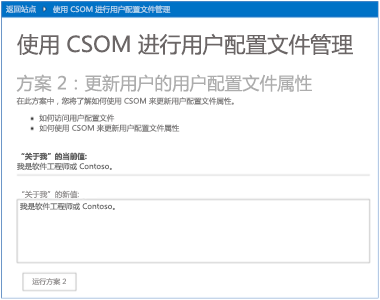 返回站点 ▸ 使用 CSOM 进行用户配置文件管理
使用 CSOM 进行用户配置文件管理
方案 2：更新用户的用户配置文件属性
在此方案中，您将了解如何使用 CSOM 来更新用户配置文件属性。
• 如何访问用户配置文件
• 如何使用 CSOM 来更新用户配置文件属性
“关于我”的当前值:
我是软件工程师或 Contoso。
“关于我”的新值:
我是软件工程师或 Contoso。
运行方案 2